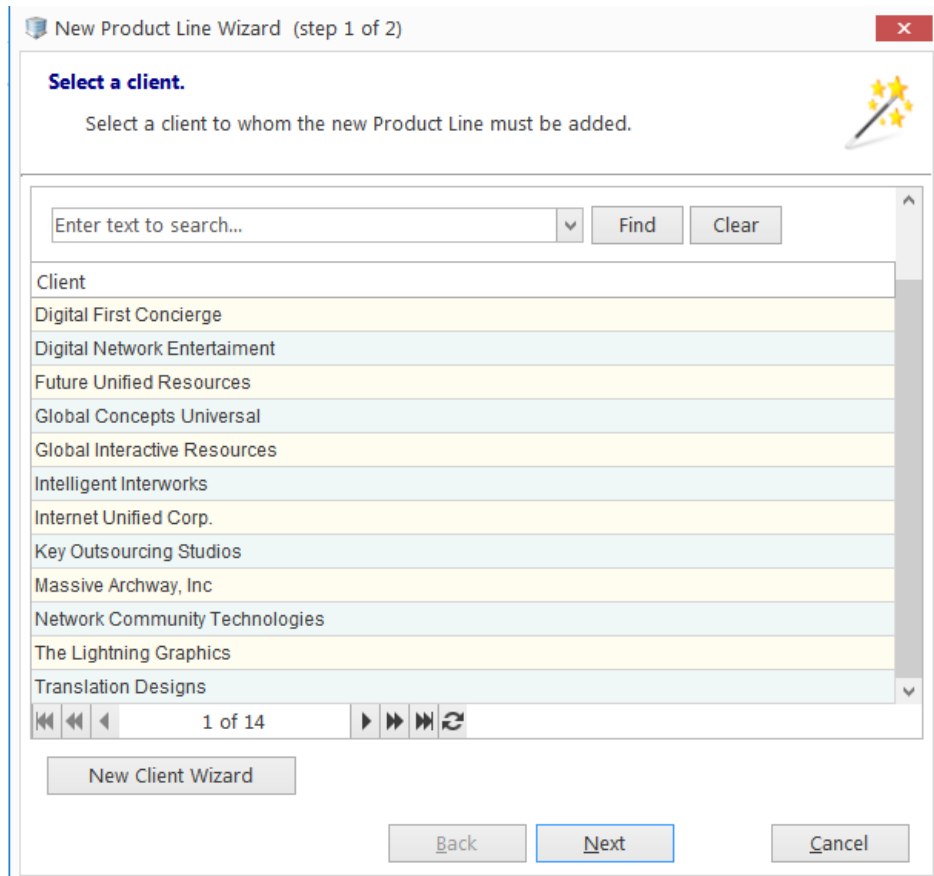 New Product Line Wizard (step 1 of 2)
Select a client.
Select a client to whom the new Product Line must be added.
Enter text to search... Find Clear
Client
Digital First Concierge
Digital Network Entertaiment
Future Unified Resources
Global Concepts Universal
Global Interactive Resources
Intelligent Interworks
Internet Unified Corp.
Key Outsourcing Studios
Massive Archway, Inc
Network Community Technologies
The Lightning Graphics
Translation Designs
1 of 14
New Client Wizard
Back Next Cancel